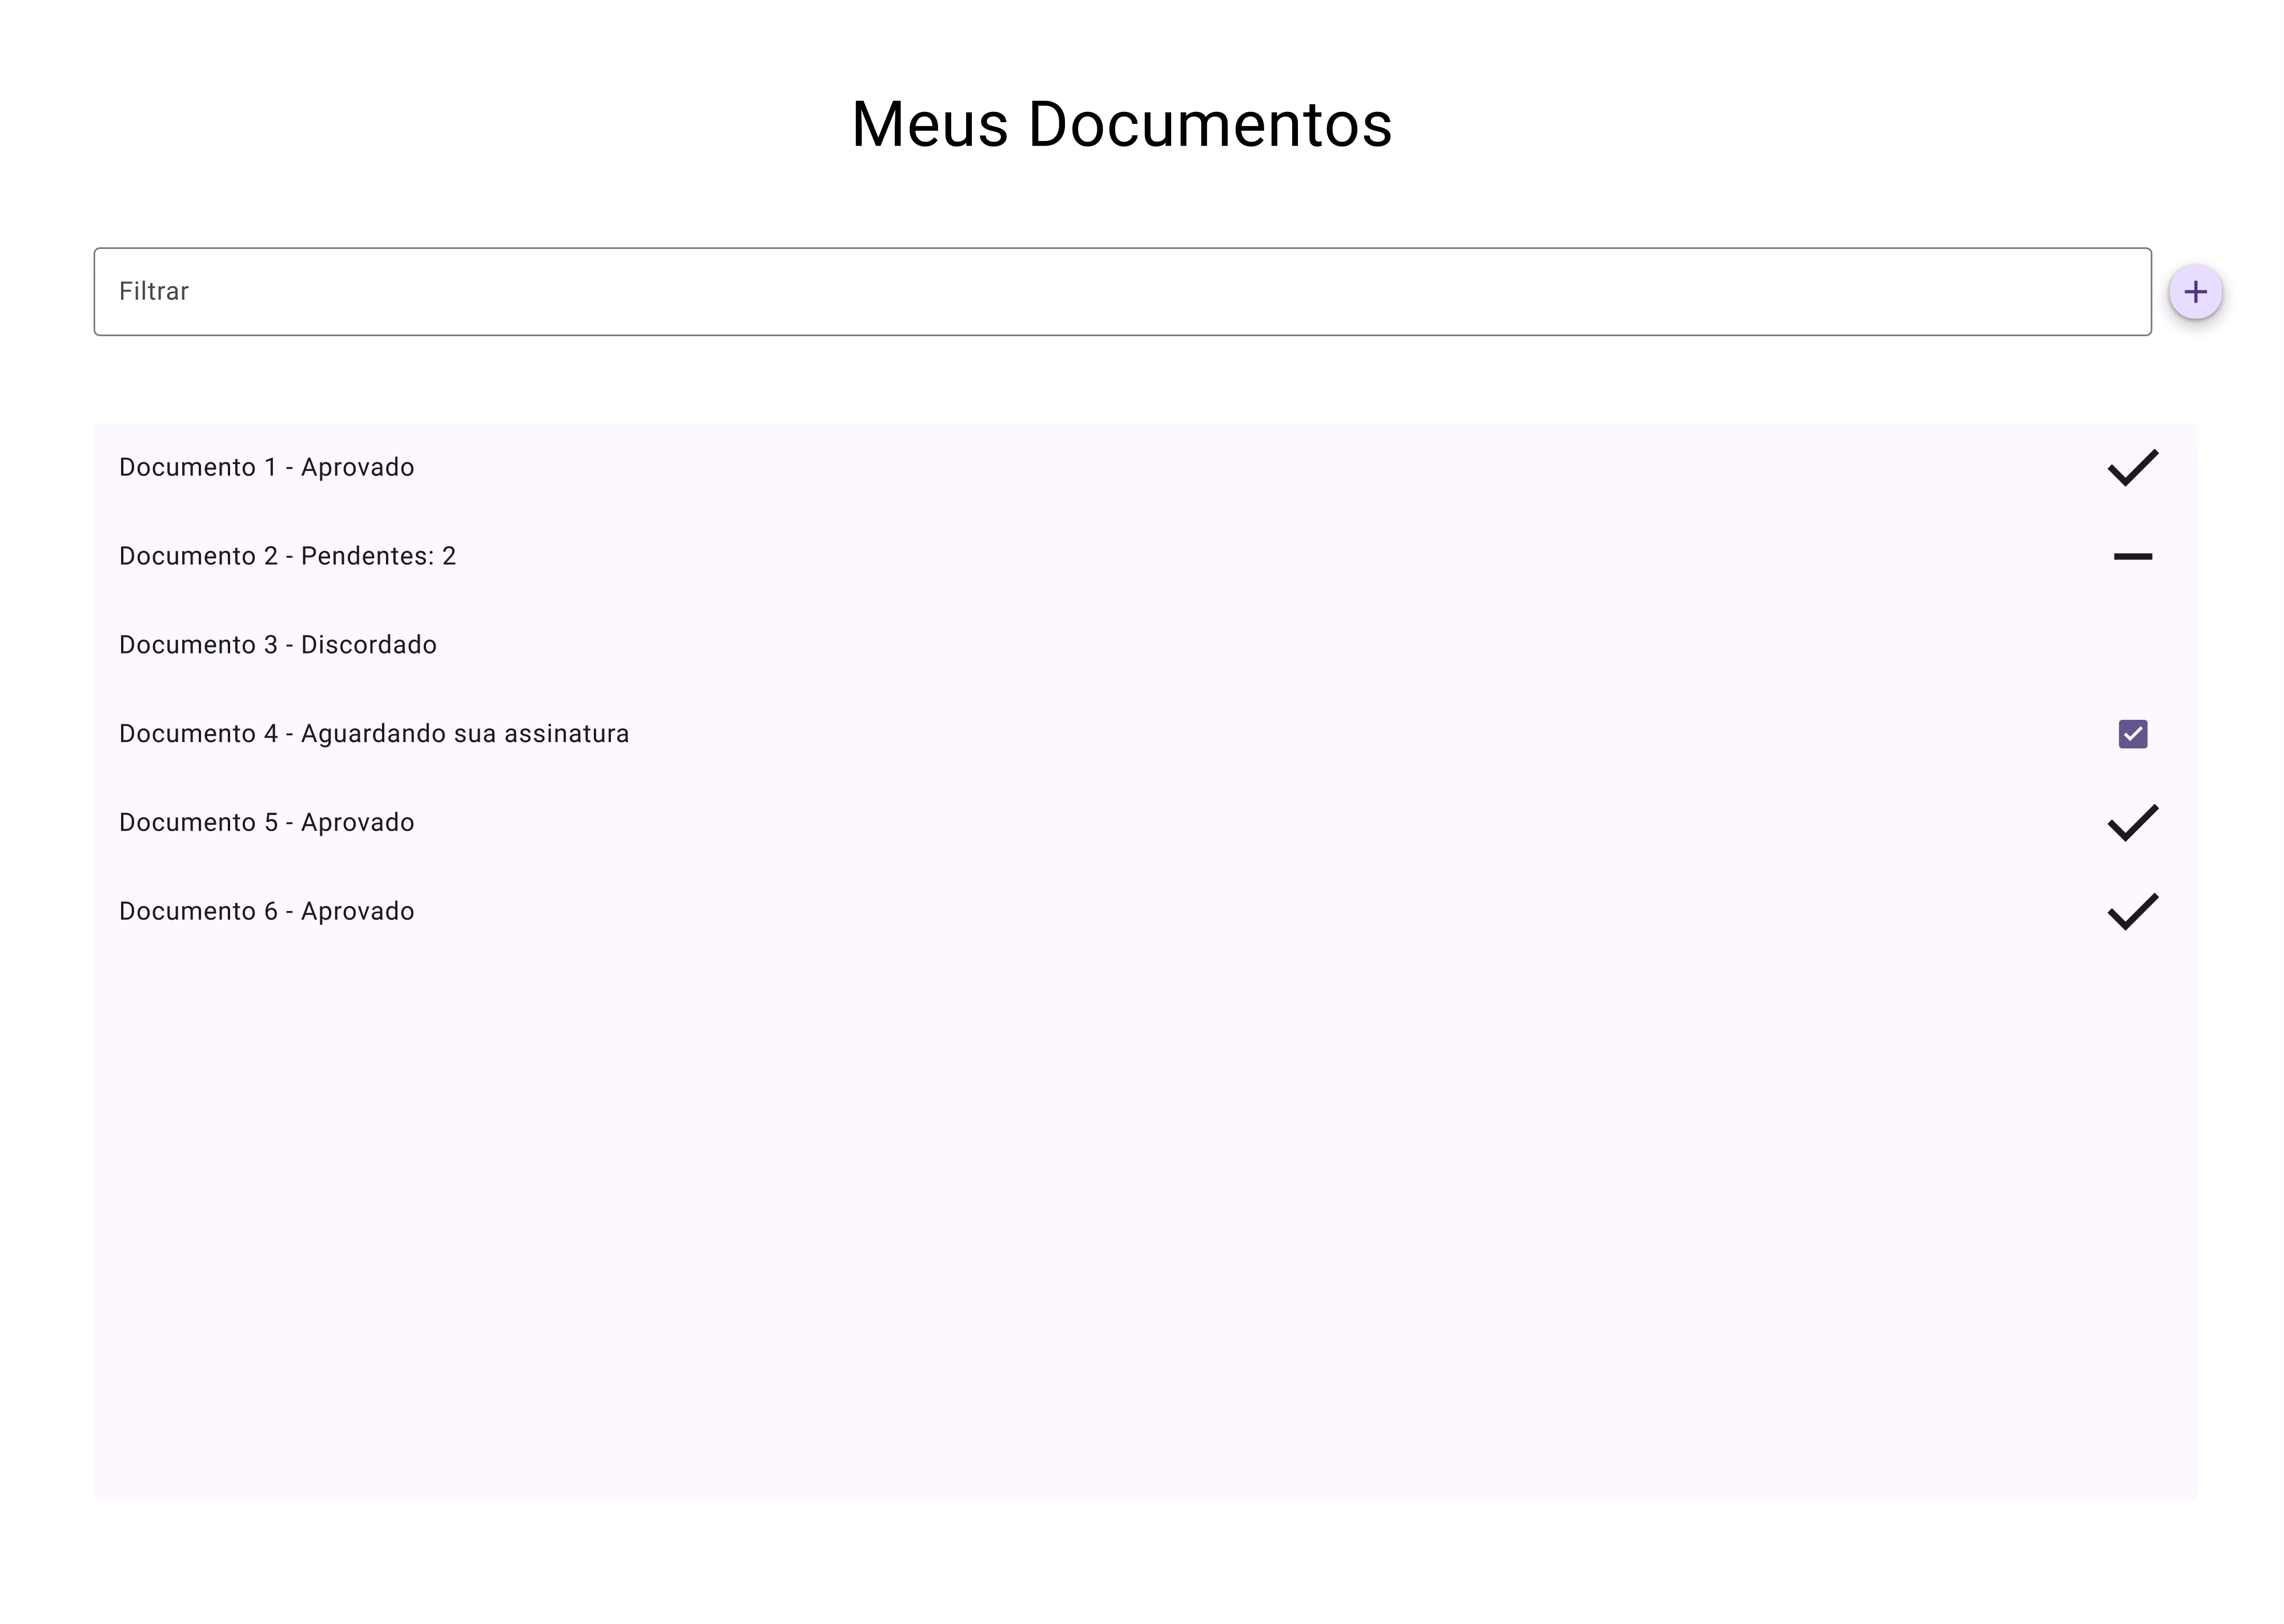 Meus Documentos
Filtrar
Documento 1 - Aprovado
Documento 2 - Pendentes: 2
Documento 3 - Discordado
Documento 4 - Aguardando sua assinatura
Documento 5 - Aprovado
Documento 6 - Aprovado